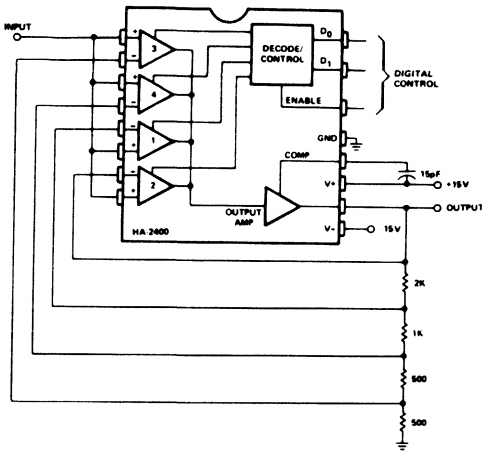 INPUT
+
−
3
+
−
4
−
+
1
−
+
2
DECODE/
CONTROL
D0
D1
ENABLE
DIGITAL
CONTROL
GND
COMP
15pF
V+
+15V
OUTPUT
AMP
OUTPUT
V−
15V
HA-2400
2K
1K
500
500